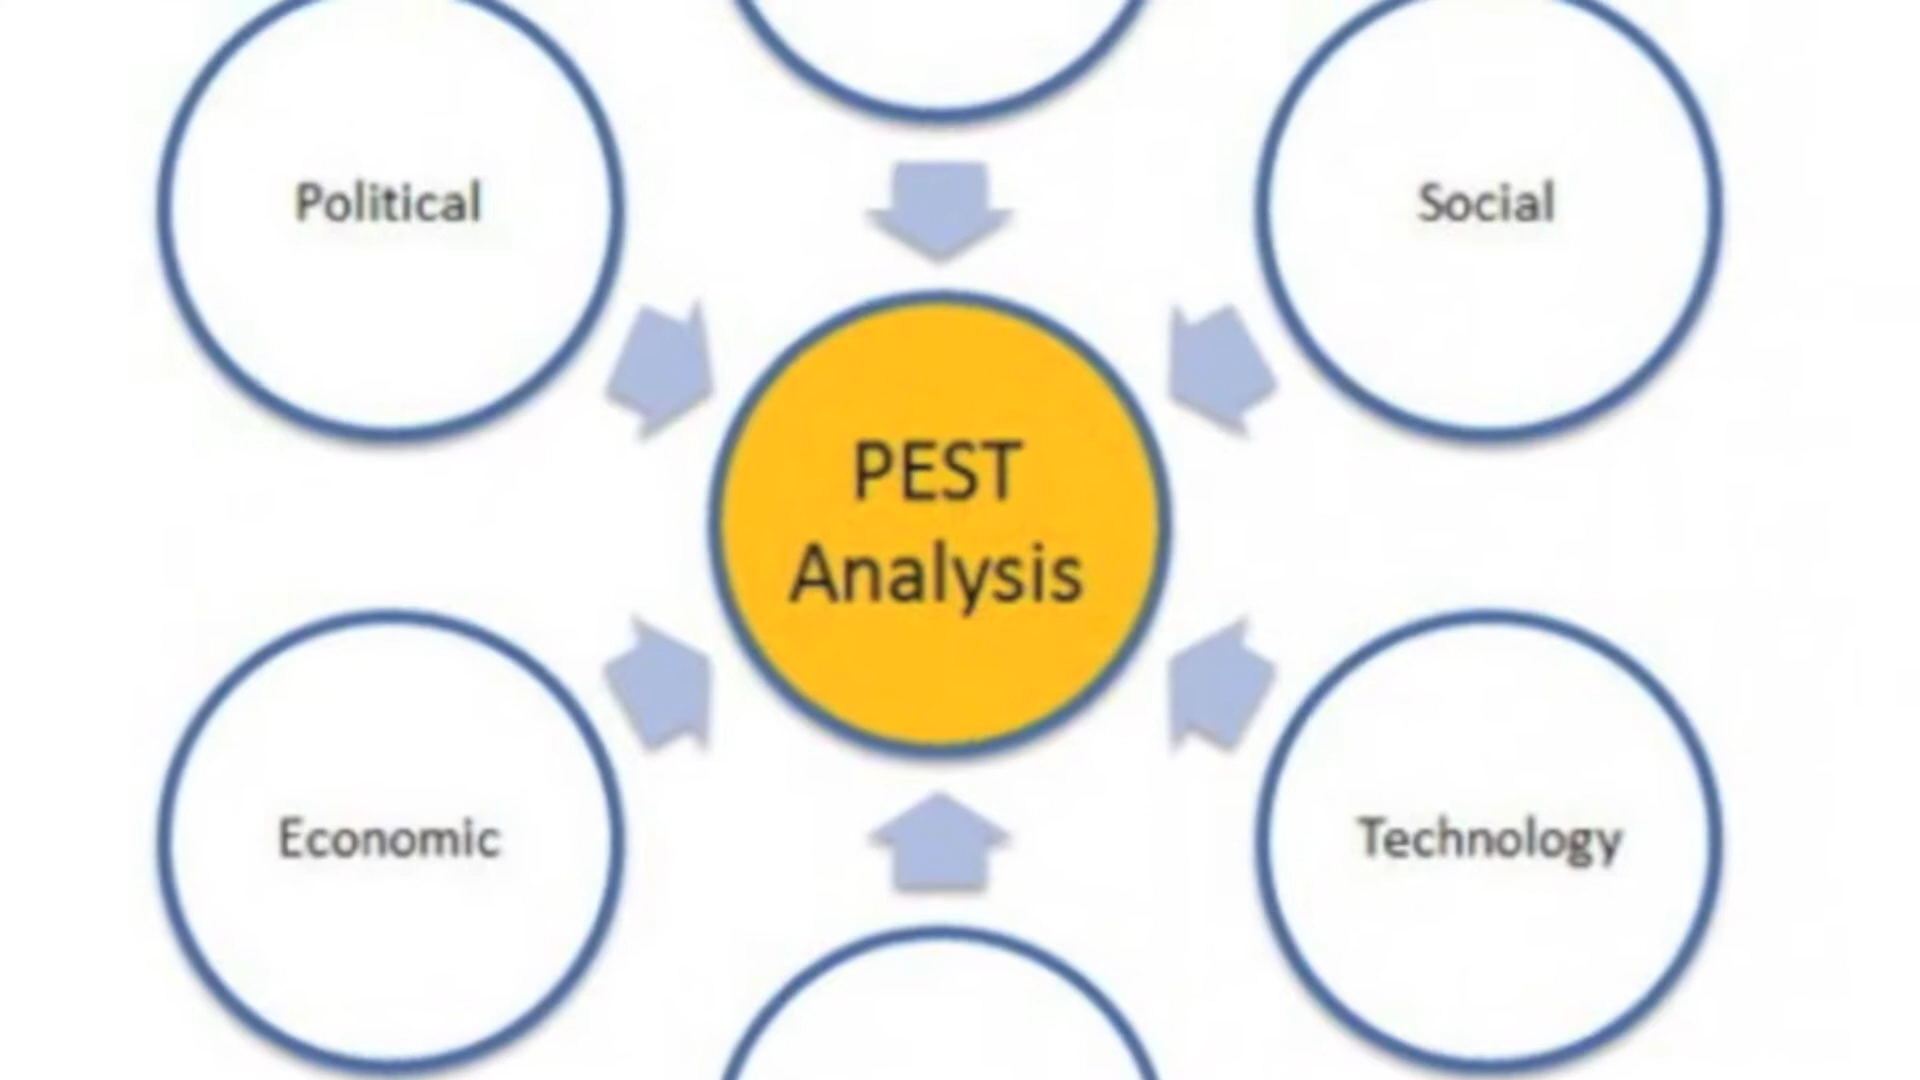 Political
Social
PEST
Analysis
Economic
Technology